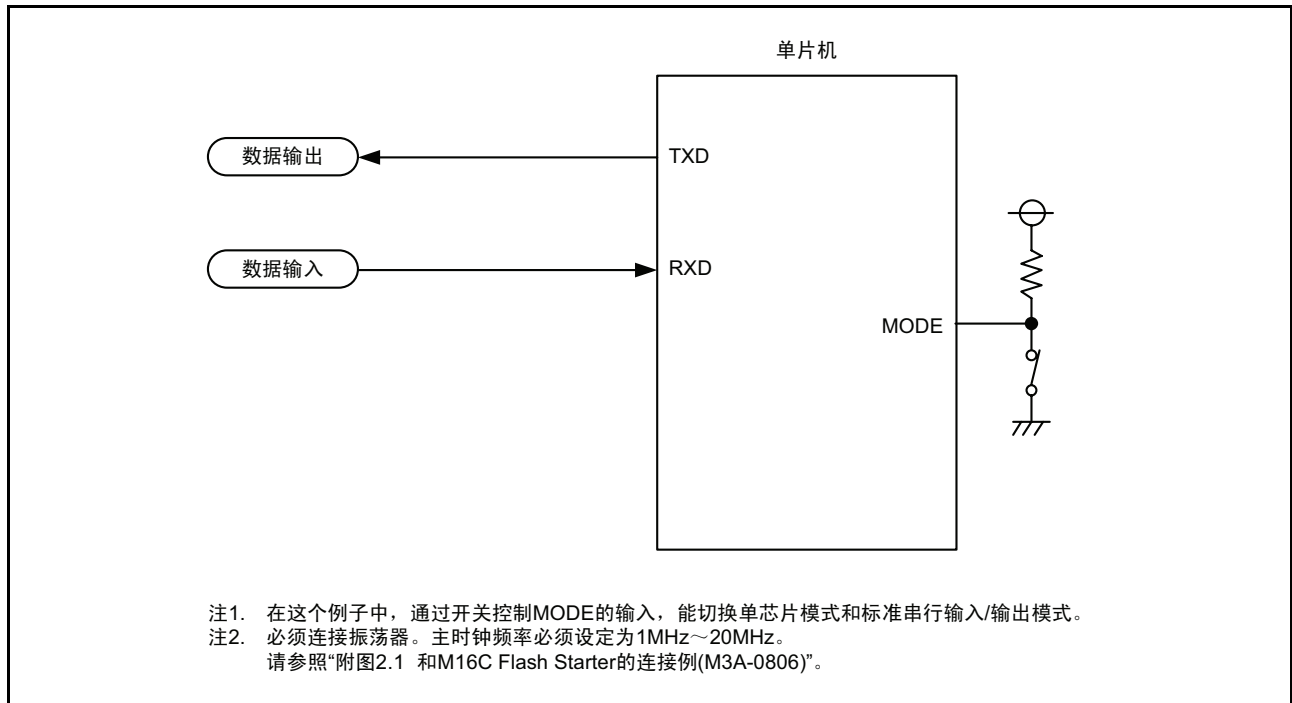 单片机
数据输出
TXD
数据输入
RXD
MODE
注1. 在这个例子中，通过开关控制MODE的输入，能切换单芯片模式和标准串行输入/输出模式。
注2. 必须连接振荡器。主时钟频率必须设定为1MHz～20MHz。
请参照“附图2.1 和M16C Flash Starter的连接例(M3A-0806)”。